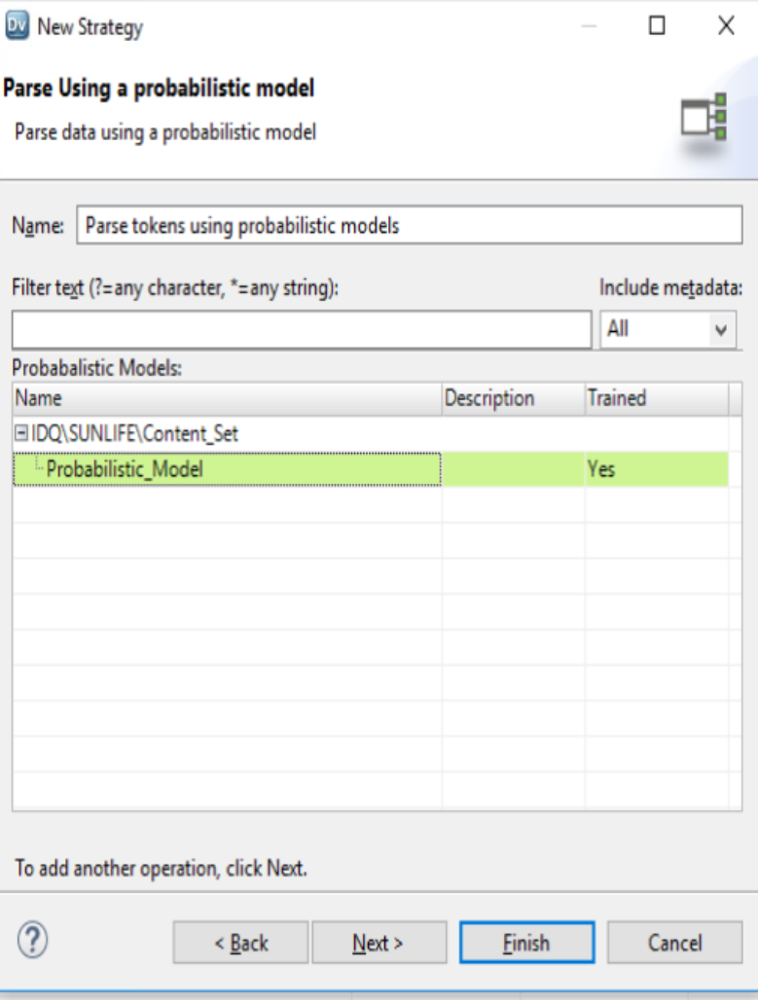 Dv New Strategy
Parse Using a probabilistic model
Parse data using a probabilistic model
Name: Parse tokens using probabilistic models
Filter text (?=any character, *=any string): Include metadata:
All
Probabalistic Models:
Name Description Trained
IDQ\SUNLIFE\Content_Set
Probabilistic_Model Yes
To add another operation, click Next.
? < Back Next > Finish Cancel